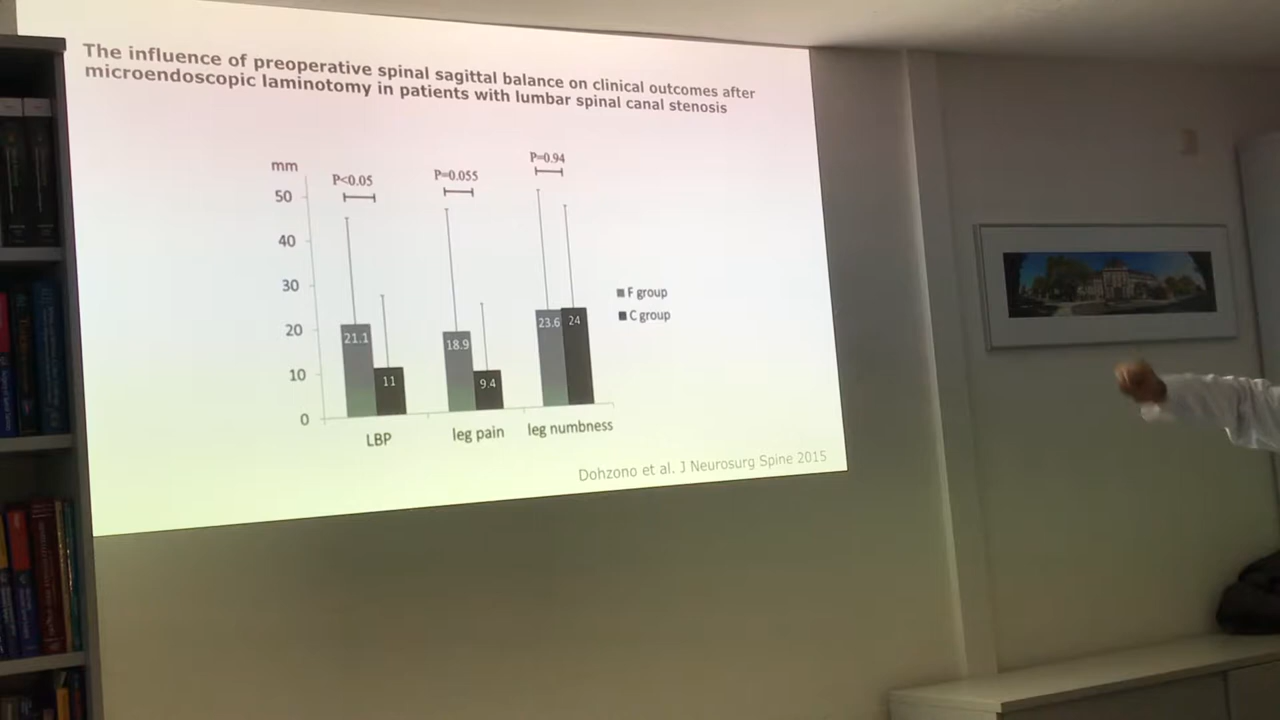 The influence of preoperative spinal sagittal balance on clinical outcomes after
microendoscopic laminotomy in patients with lumbar spinal canal stenosis
mm
P<0.05
P=0.055
P=0.94
50
40
30
20
10
0
21.1
11
18.9
9.4
23.6
24
F group
C group
LBP
leg pain
leg numbness
Dohzono et al. J Neurosurg Spine 2015